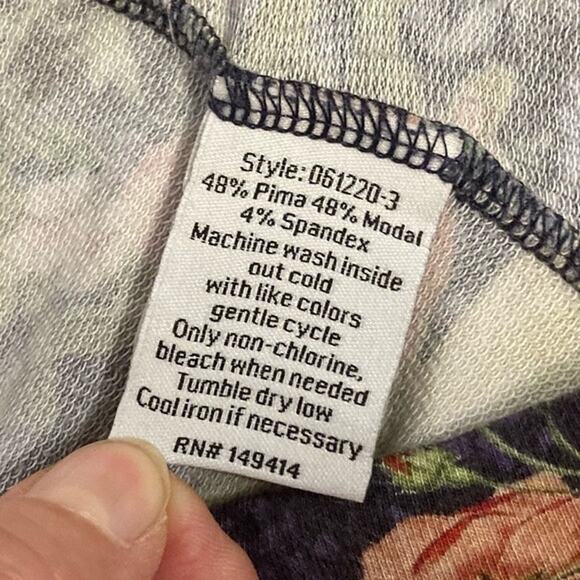 Style: 061220-3
48% Pima 48% Modal
4% Spandex
Machine wash inside
out cold
with like colors
gentle cycle
Only non-chlorine,
bleach when needed
Tumble dry low
Cool iron if necessary
RN# 149414